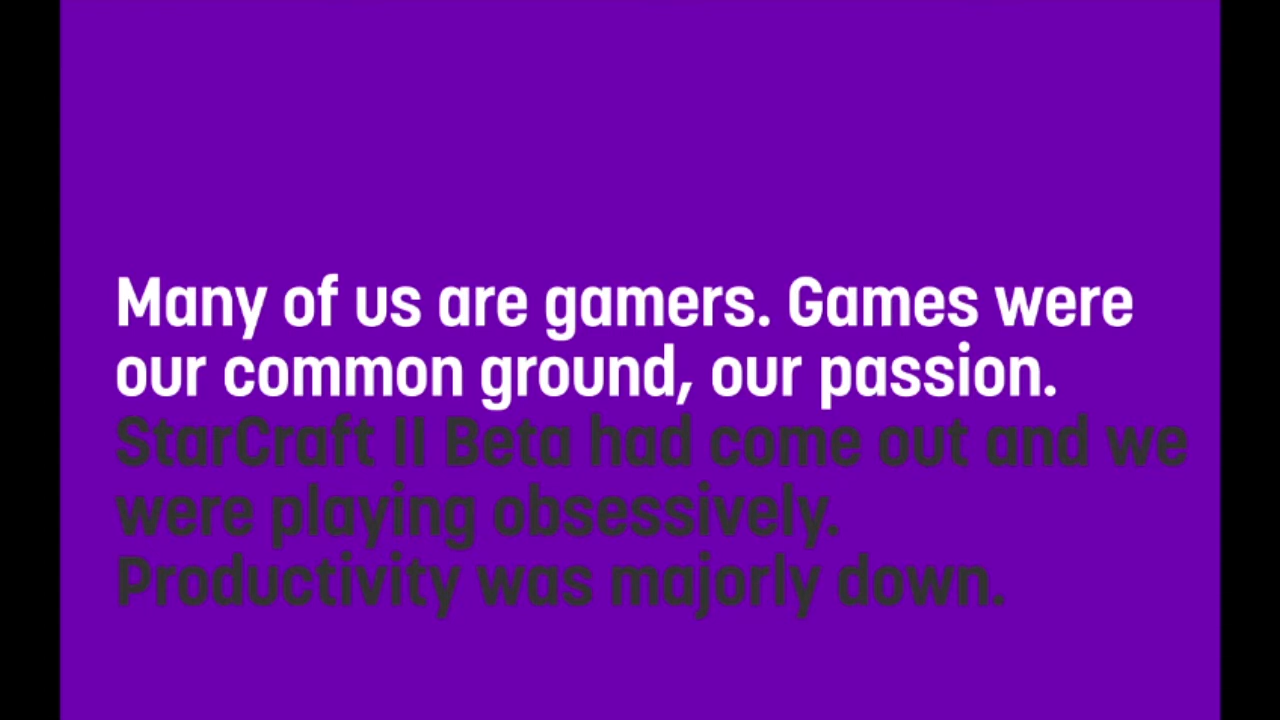 Many of us are gamers. Games were
our common ground, our passion.
StarCraft II Beta had come out and we
were playing obsessively.
Productivity was majorly down.